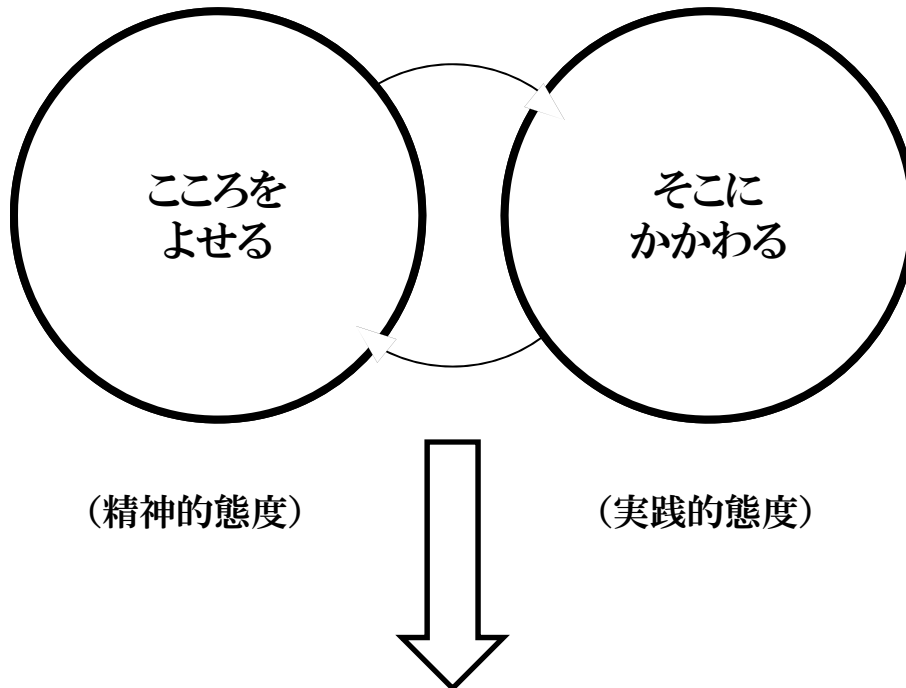 こころを
よせる
そこに
かかわる
（精神的態度）
（実践的態度）